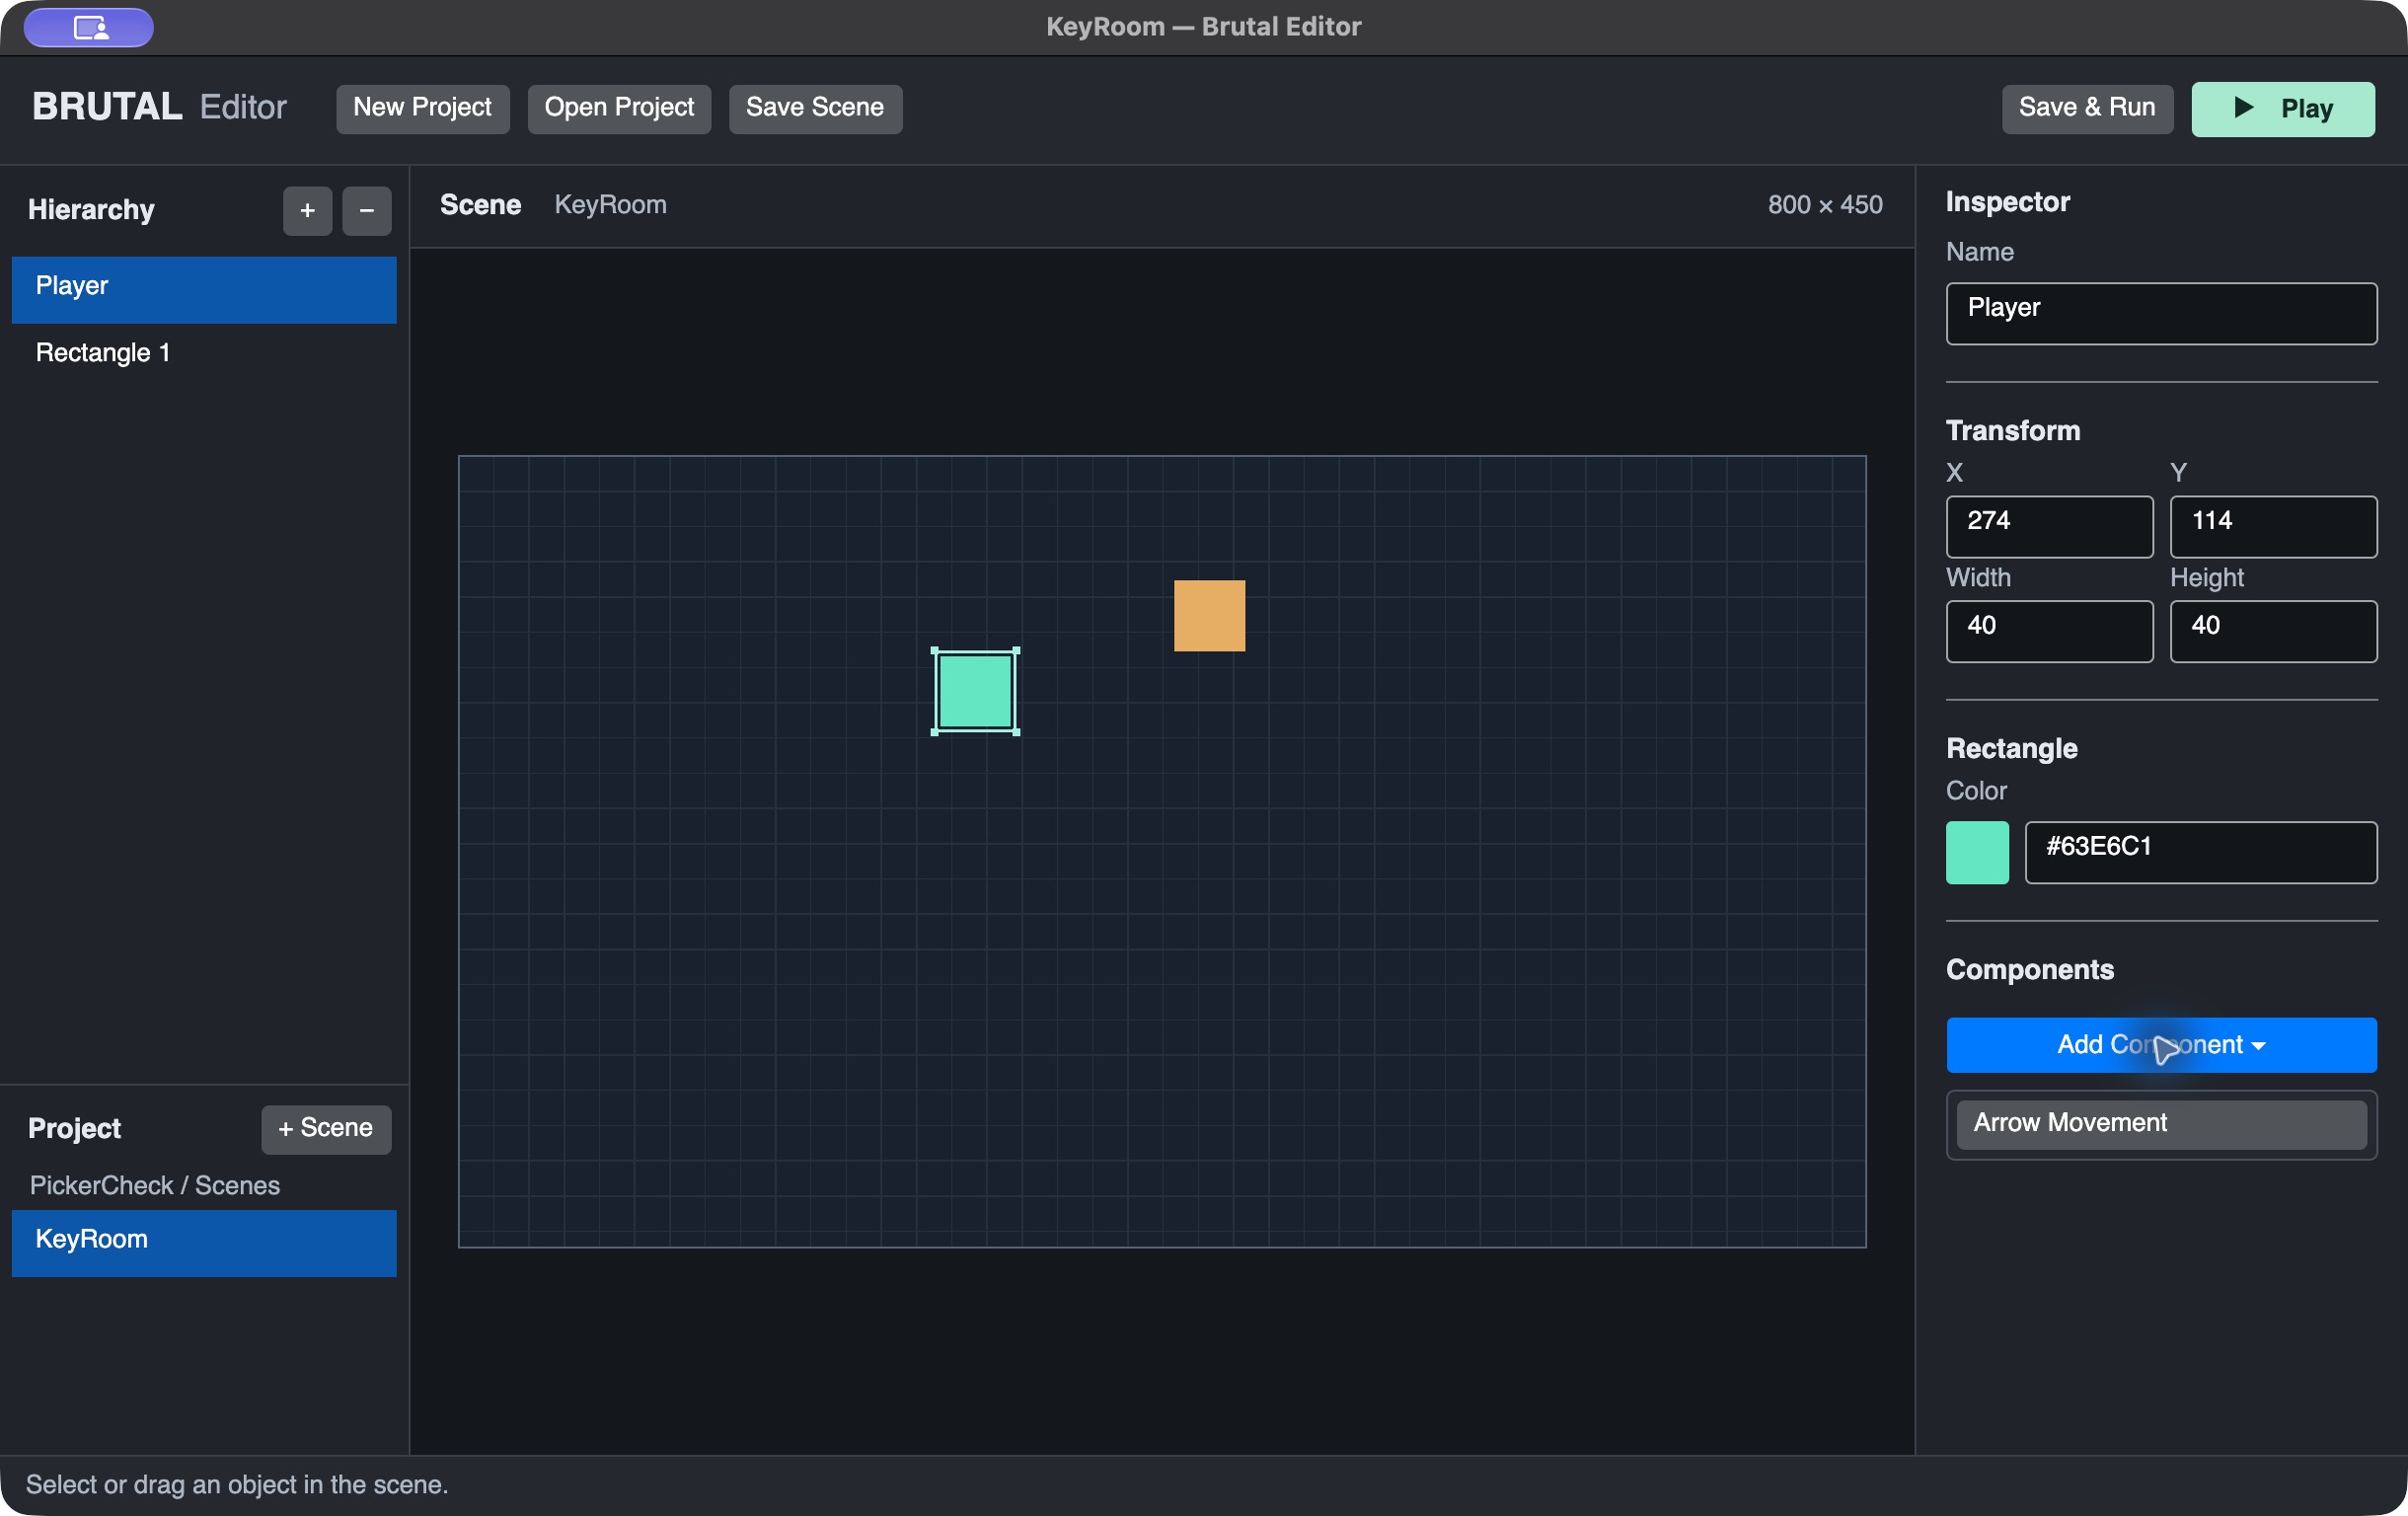 KeyRoom — Brutal Editor
BRUTAL Editor New Project Open Project Save Scene Save & Run Play
Hierarchy + −
Player
Rectangle 1
Scene KeyRoom 800 × 450
Inspector
Name
Player
Transform
X Y
274 114
Width Height
40 40
Rectangle
Color
#63E6C1
Components
Add Component
Arrow Movement
Project + Scene
PickerCheck / Scenes
KeyRoom
Select or drag an object in the scene.